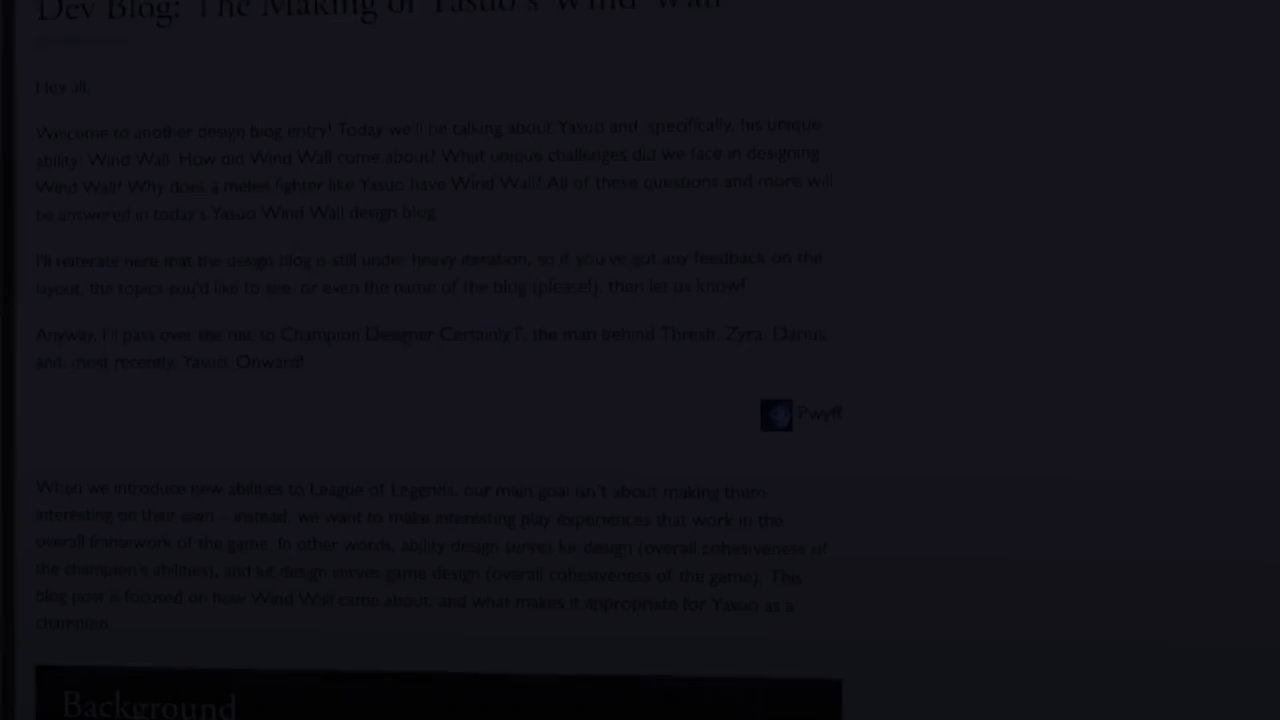 Dev Blog: The Making of Yasuo's Wind Wall
Hey all,
Welcome to another design blog entry! Today we'll be talking about Yasuo and, specifically, his unique
ability: Wind Wall. How did Wind Wall come about? What unique challenges did we face in designing
Wind Wall? Why does a melee fighter like Yasuo have Wind Wall? All of these questions and more will
be answered in today's Yasuo Wind Wall design blog.
I'll reiterate here that the design blog is still under heavy iteration, so if you've got any feedback on the
layout, the topics you'd like to see, or even the name of the blog (please!), then let us know!
Anyway, I'll pass over the mic to Champion Designer CertainlyT, the man behind Thresh, Zyra, Darius
and, most recently, Yasuo. Onward!
Pwyff
When we introduce new abilities to League of Legends, our main goal isn't about making them
interesting on their own - instead, we want to make interesting play experiences that work in the
overall framework of the game. In other words, ability design serves kit design (overall cohesiveness of
the champion's abilities), and kit design serves game design (overall cohesiveness of the game). This
blog post is focused on how Wind Wall came about, and what makes it appropriate for Yasuo as a
champion.
Background